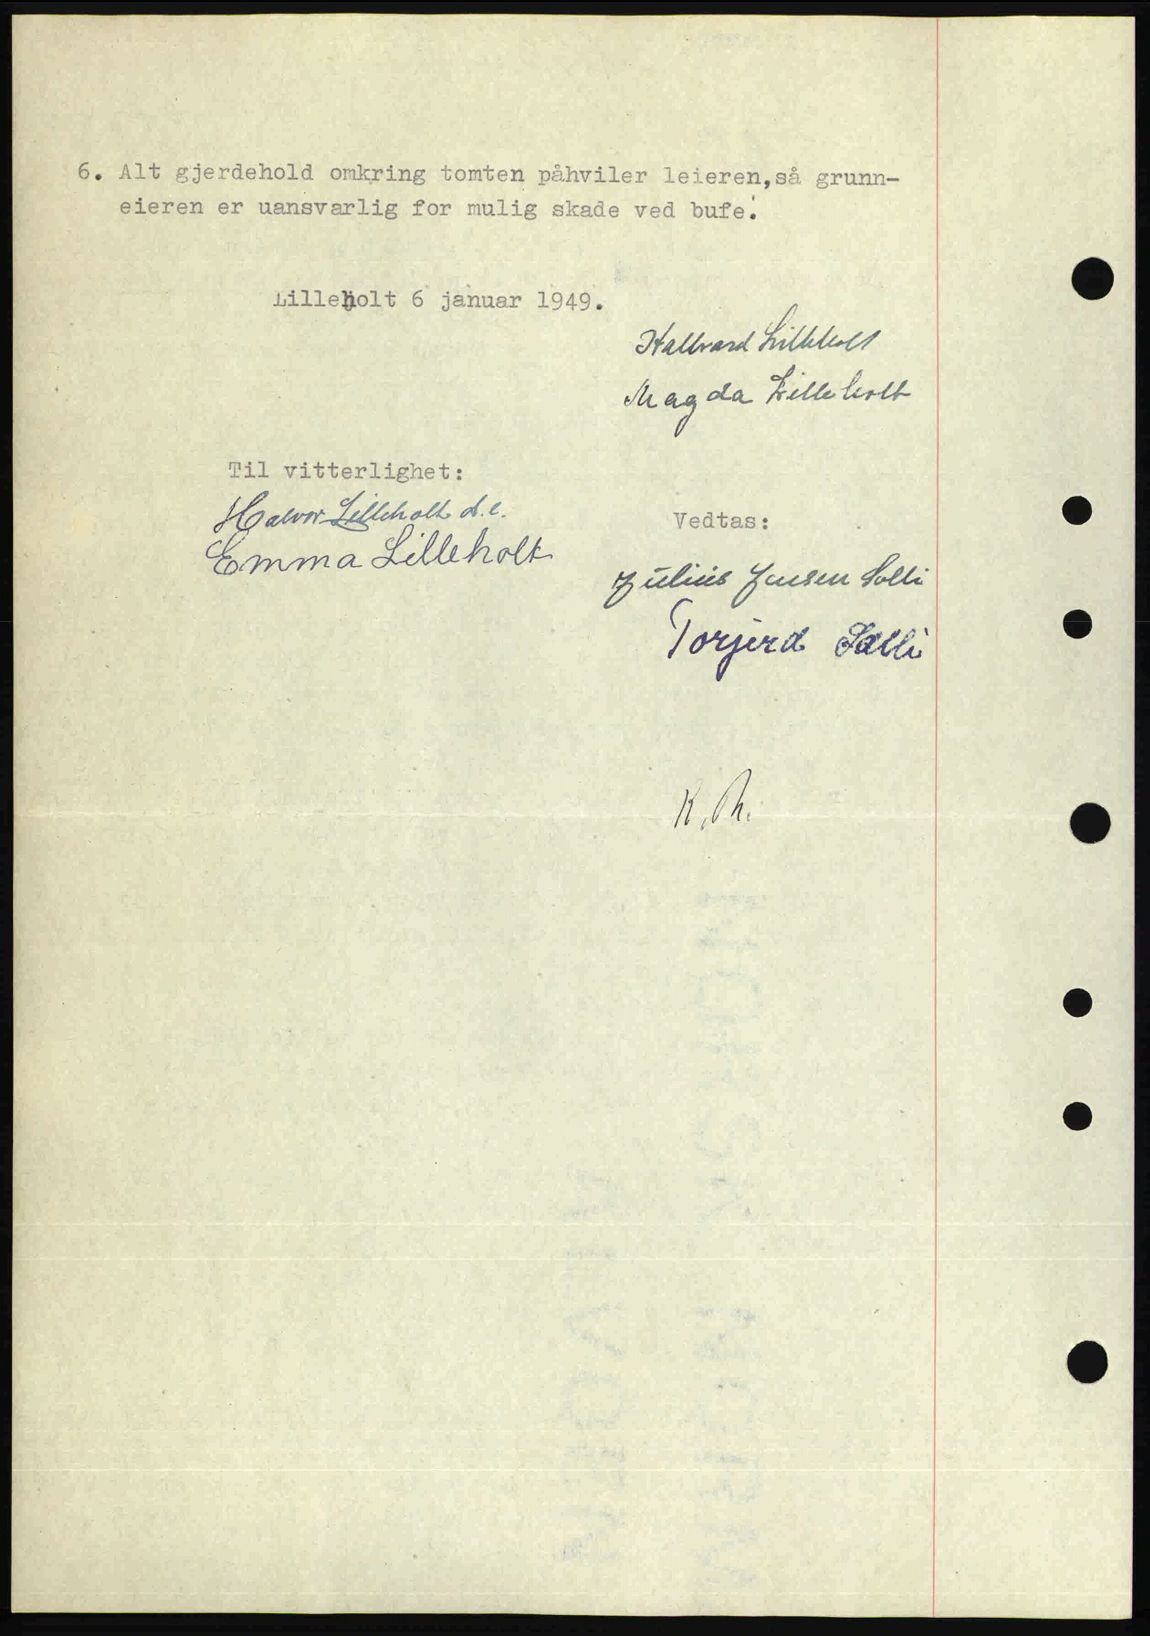 6. Alt gjerdehold omkring tomten påhviler leieren,så grunn-
eieren er uansvarlig for mulig skade ved bufe.
Lilleholt 6 januar 1949.
Hallvard Lilleholt
Magda Lilleholt
Til vitterlighet:
Halvor Lilleholt d.e.
Emma Lilleholt
Vedtas:
Julius Jensen Solli
Torjerd Solli
R. Th.